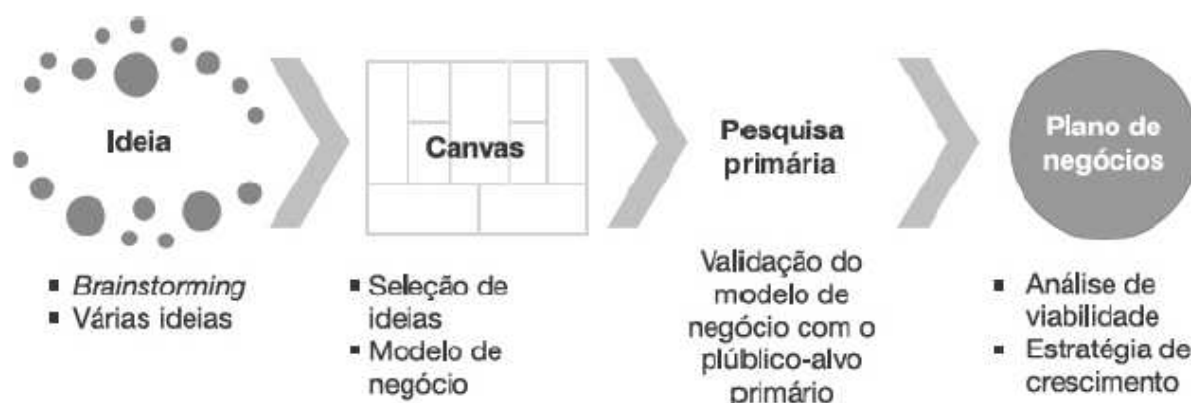 Ideia
▪ Brainstorming
▪ Várias ideias
Canvas
▪ Seleção de
ideias
▪ Modelo de
negócio
Pesquisa
primária
Validação do
modelo de
negócio com o
plúblico-alvo
primário
Plano de
negócios
▪ Análise de
viabilidade
▪ Estratégia de
crescimento